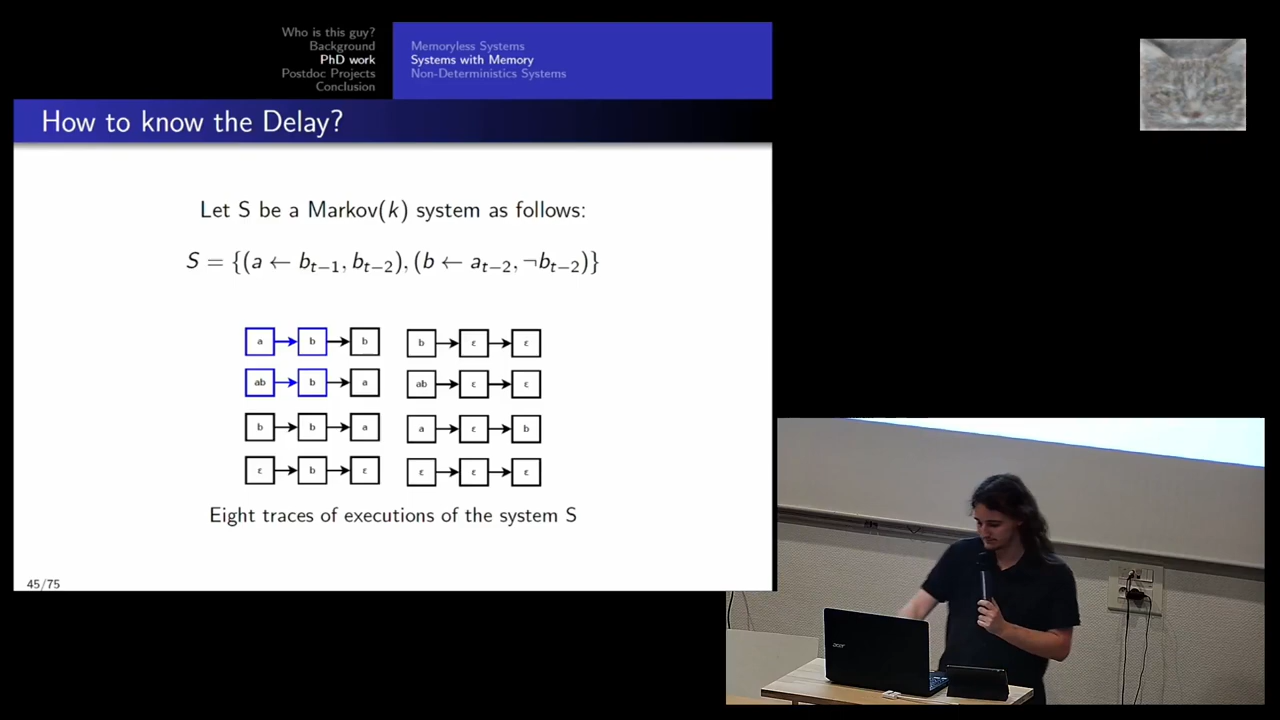 Who is this guy?
Background
PhD work
Postdoc Projects
Conclusion
Memoryless Systems
Systems with Memory
Non-Deterministics Systems
How to know the Delay?
Let S be a Markov(k) system as follows:
S = {(a ← b_{t−1}, b_{t−2}), (b ← a_{t−2}, ¬b_{t−2})}
a b b b ε ε
ab b a ab ε ε
b b a a ε b
ε b ε ε ε ε
Eight traces of executions of the system S
45/75
acer